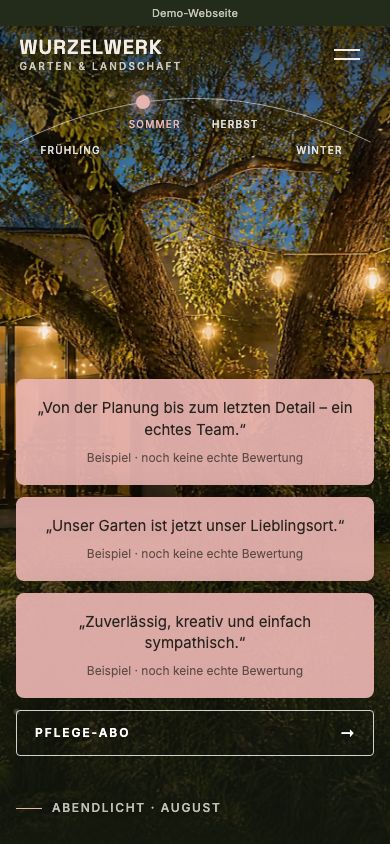 Demo-Webseite
WURZELWERK
GARTEN & LANDSCHAFT
SOMMER
HERBST
FRÜHLING
WINTER
„Von der Planung bis zum letzten Detail – ein
echtes Team.“
Beispiel · noch keine echte Bewertung
„Unser Garten ist jetzt unser Lieblingsort.“
Beispiel · noch keine echte Bewertung
„Zuverlässig, kreativ und einfach
sympathisch.“
Beispiel · noch keine echte Bewertung
PFLEGE-ABO →
ABENDLICHT · AUGUST